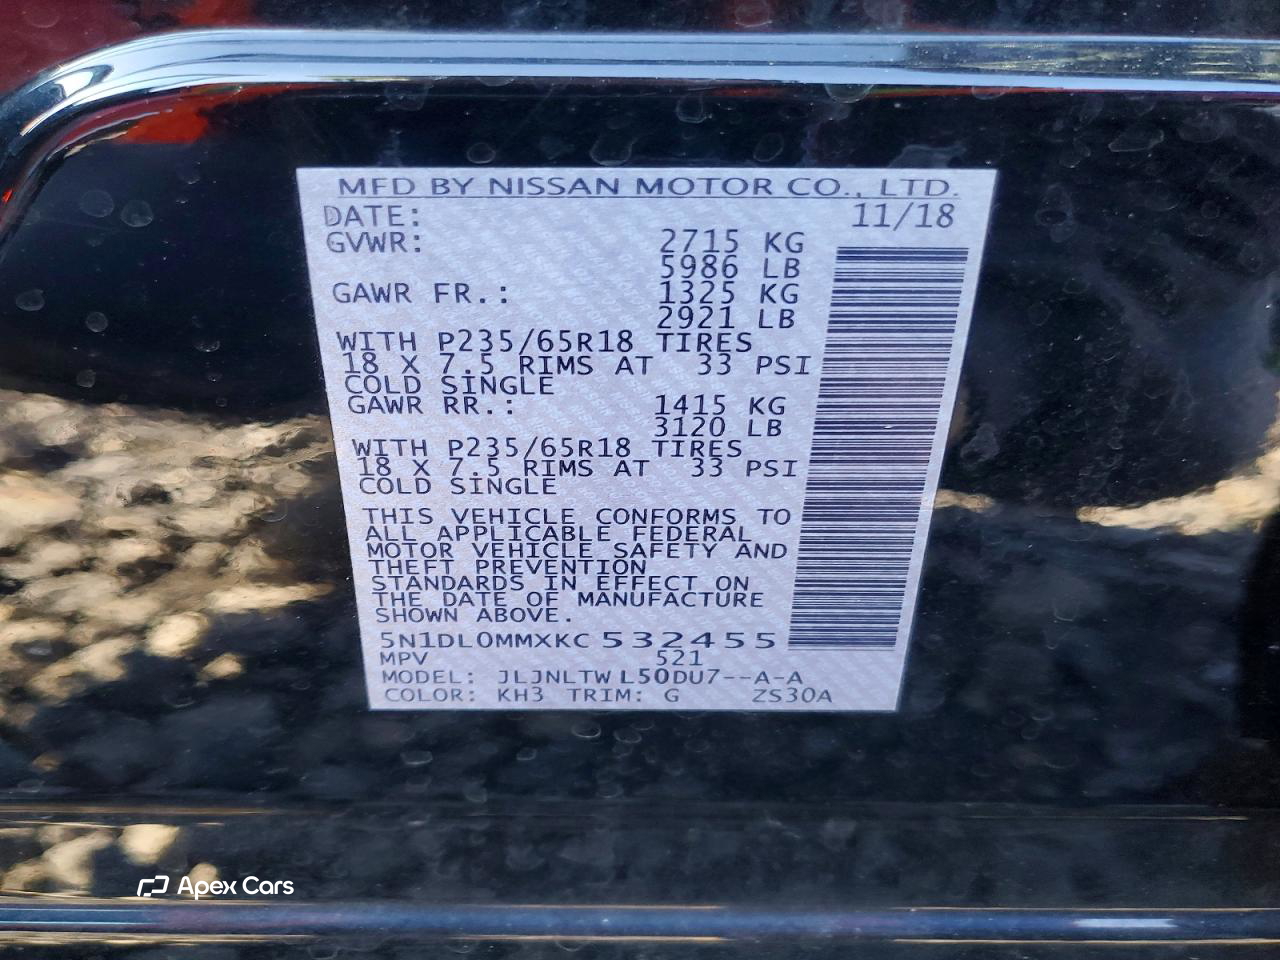 MFD BY NISSAN MOTOR CO., LTD.
DATE: 11/18
GVWR: 2715 KG
5986 LB
GAWR FR.: 1325 KG
2921 LB
WITH P235/65R18 TIRES
18 X 7.5 RIMS AT 33 PSI
COLD SINGLE
GAWR RR.: 1415 KG
3120 LB
WITH P235/65R18 TIRES
18 X 7.5 RIMS AT 33 PSI
COLD SINGLE
THIS VEHICLE CONFORMS TO
ALL APPLICABLE FEDERAL
MOTOR VEHICLE SAFETY AND
THEFT PREVENTION
STANDARDS IN EFFECT ON
THE DATE OF MANUFACTURE
SHOWN ABOVE.
5N1DL0MMXKC532455
MPV 521
MODEL: JLJNLTWL50DU7--A-A
COLOR: KH3 TRIM: G ZS30A
Apex Cars